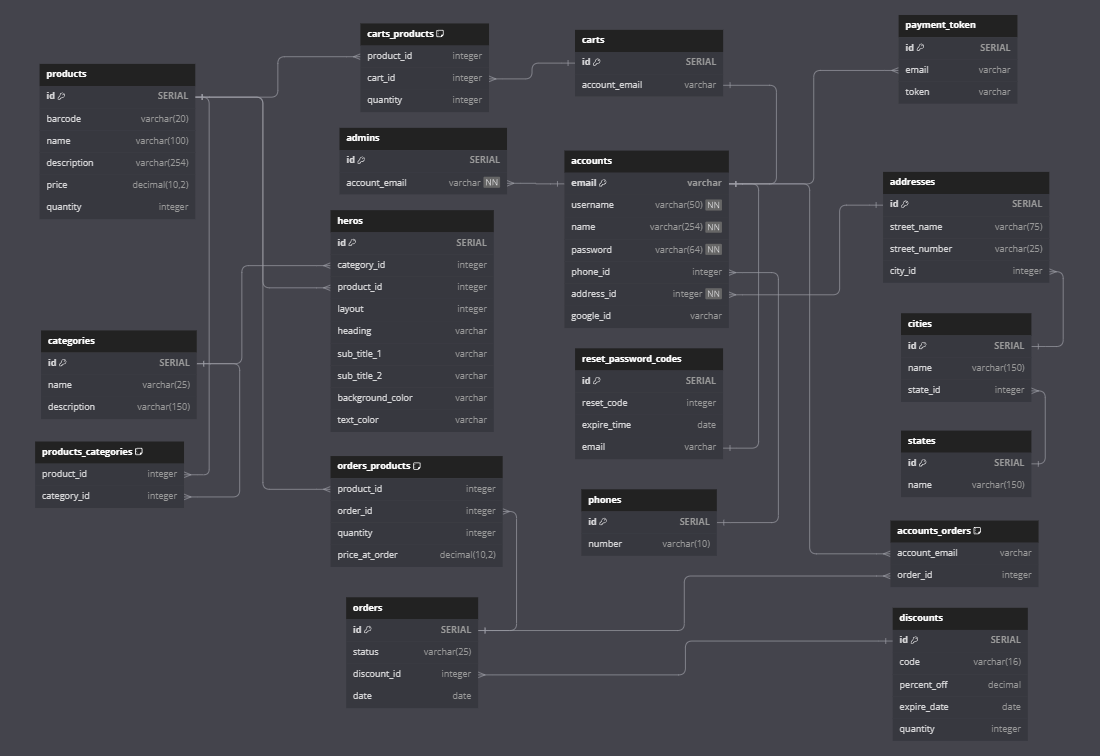 products
id SERIAL
barcode varchar(20)
name varchar(100)
description varchar(254)
price decimal(10,2)
quantity integer
categories
id SERIAL
name varchar(25)
description varchar(150)
products_categories
product_id integer
category_id integer
carts_products
product_id integer
cart_id integer
quantity integer
admins
id SERIAL
account_email varchar NN
heros
id SERIAL
category_id integer
product_id integer
layout integer
heading varchar
sub_title_1 varchar
sub_title_2 varchar
background_color varchar
text_color varchar
orders_products
product_id integer
order_id integer
quantity integer
price_at_order decimal(10,2)
orders
id SERIAL
status varchar(25)
discount_id integer
date date
carts
id SERIAL
account_email varchar
accounts
email varchar
username varchar(50) NN
name varchar(254) NN
password varchar(64) NN
phone_id integer
address_id integer NN
google_id varchar
reset_password_codes
id SERIAL
reset_code integer
expire_time date
email varchar
phones
id SERIAL
number varchar(10)
payment_token
id SERIAL
email varchar
token varchar
addresses
id SERIAL
street_name varchar(75)
street_number varchar(25)
city_id integer
cities
id SERIAL
name varchar(150)
state_id integer
states
id SERIAL
name varchar(150)
accounts_orders
account_email varchar
order_id integer
discounts
id SERIAL
code varchar(16)
percent_off decimal
expire_date date
quantity integer